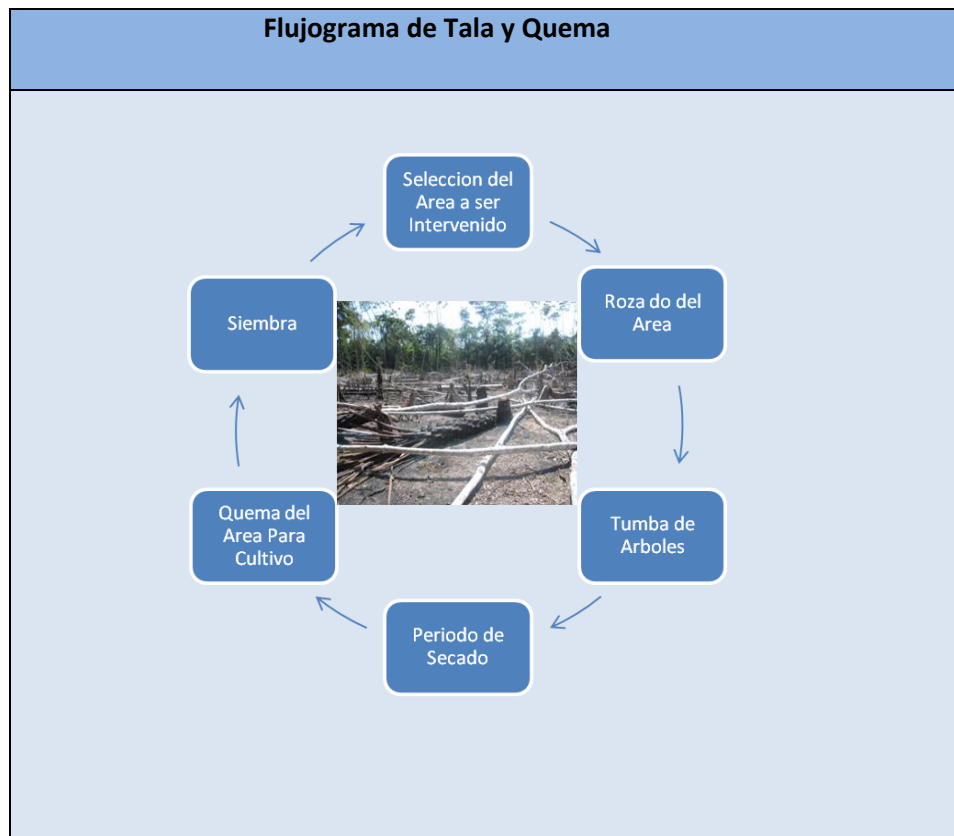 Flujograma de Tala y Quema
Seleccion del
Area a ser
Intervenido
Roza do del
Area
Tumba de
Arboles
Periodo de
Secado
Quema del
Area Para
Cultivo
Siembra